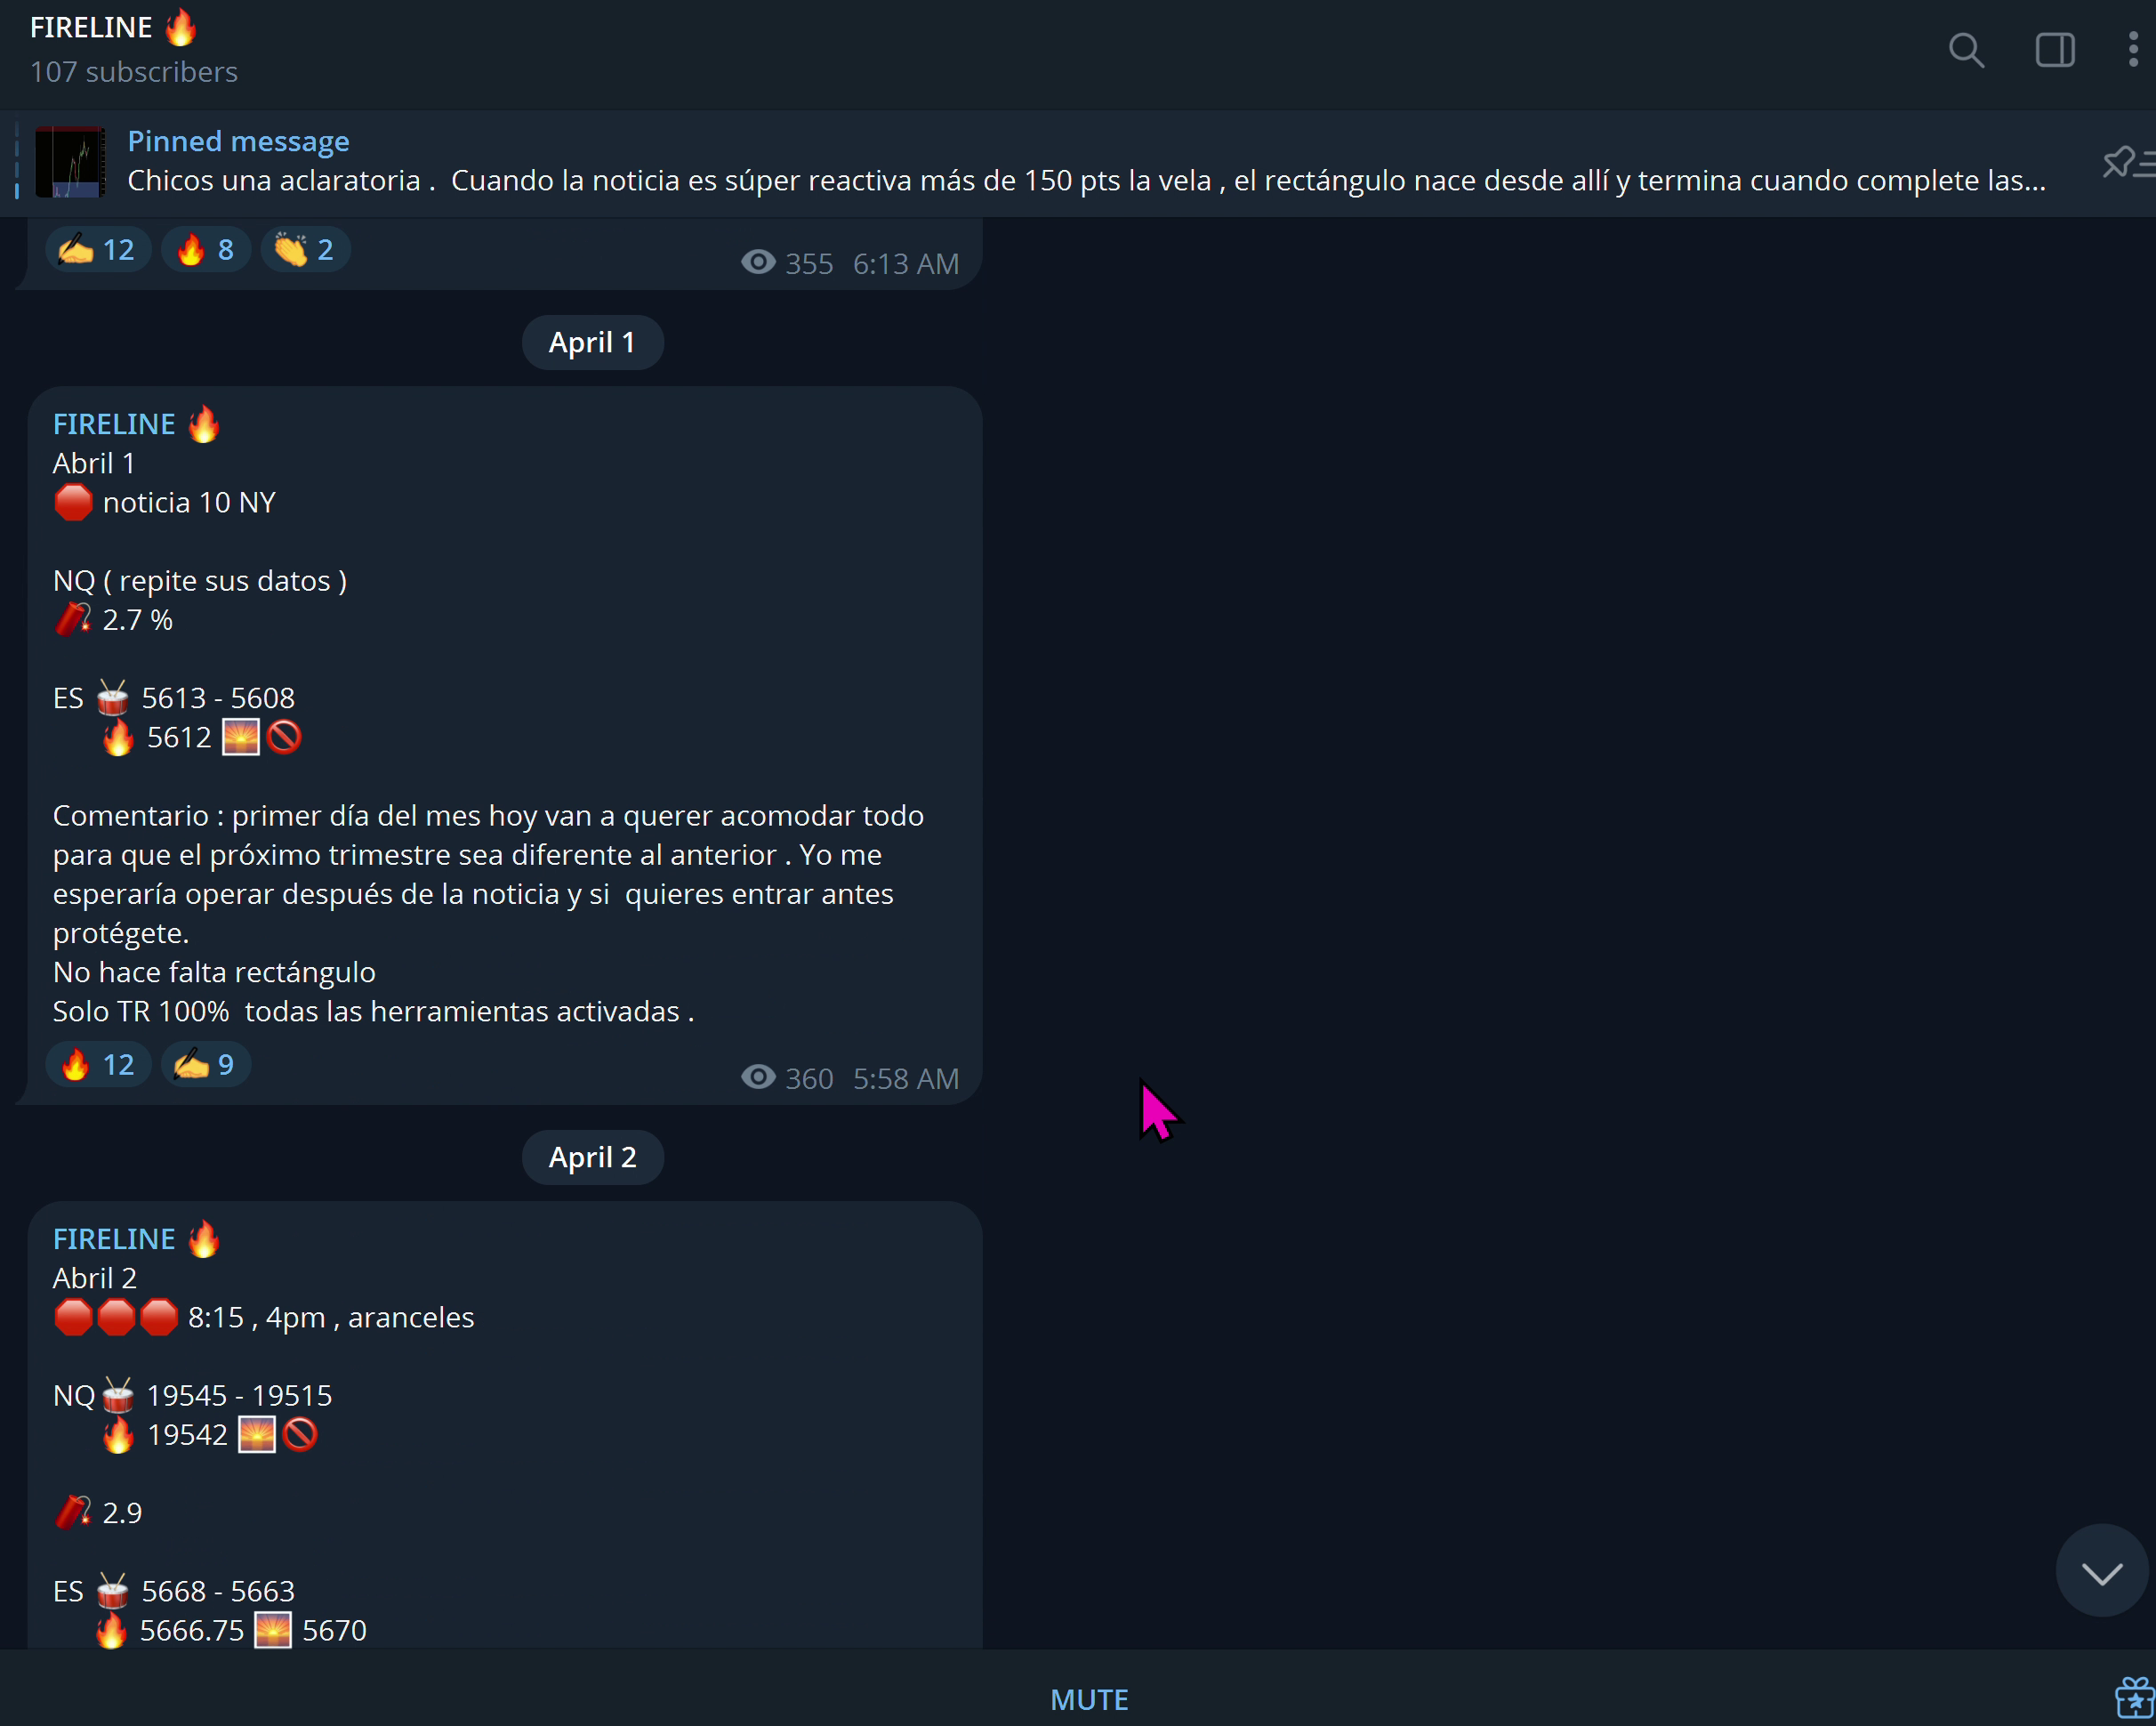 FIRELINE 🔥
107 subscribers
Pinned message
Chicos una aclaratoria .  Cuando la noticia es súper reactiva más de 150 pts la vela , el rectángulo nace desde allí y termina cuando complete las...
✍ 12 🔥 8 👏 2
355 6:13 AM
April 1
FIRELINE 🔥
Abril 1
🛑 noticia 10 NY
NQ ( repite sus datos )
🧨 2.7 %
ES 🥁 5613 - 5608
🔥 5612 🌅🚫
Comentario : primer día del mes hoy van a querer acomodar todo
para que el próximo trimestre sea diferente al anterior . Yo me
esperaría operar después de la noticia y si  quieres entrar antes
protégete.
No hace falta rectángulo
Solo TR 100%  todas las herramientas activadas .
🔥 12 ✍ 9
360 5:58 AM
April 2
FIRELINE 🔥
Abril 2
🛑🛑🛑 8:15 , 4pm , aranceles
NQ🥁 19545 - 19515
🔥 19542 🌅🚫
🧨 2.9
ES 🥁 5668 - 5663
🔥 5666.75 🌅 5670
MUTE